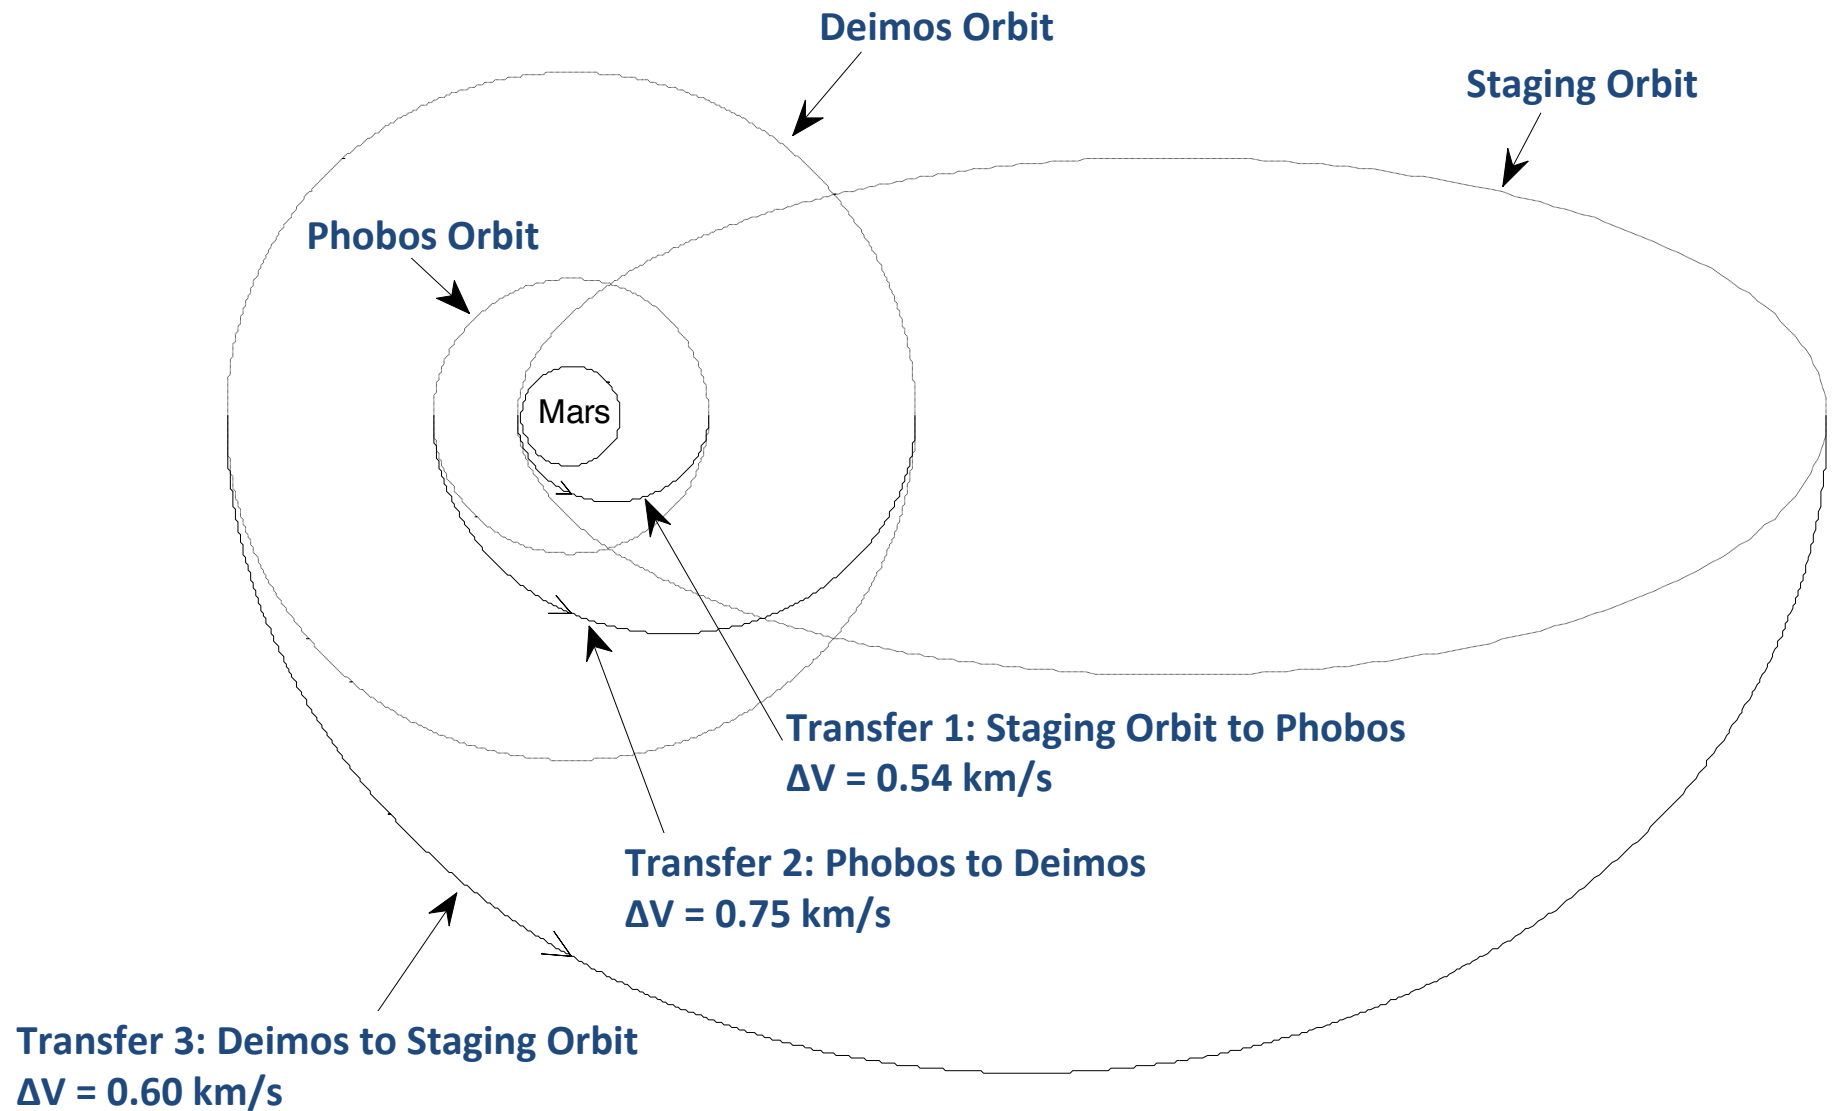 Deimos Orbit
Staging Orbit
Phobos Orbit
Mars
Transfer 1: Staging Orbit to Phobos
ΔV = 0.54 km/s
Transfer 2: Phobos to Deimos
ΔV = 0.75 km/s
Transfer 3: Deimos to Staging Orbit
ΔV = 0.60 km/s